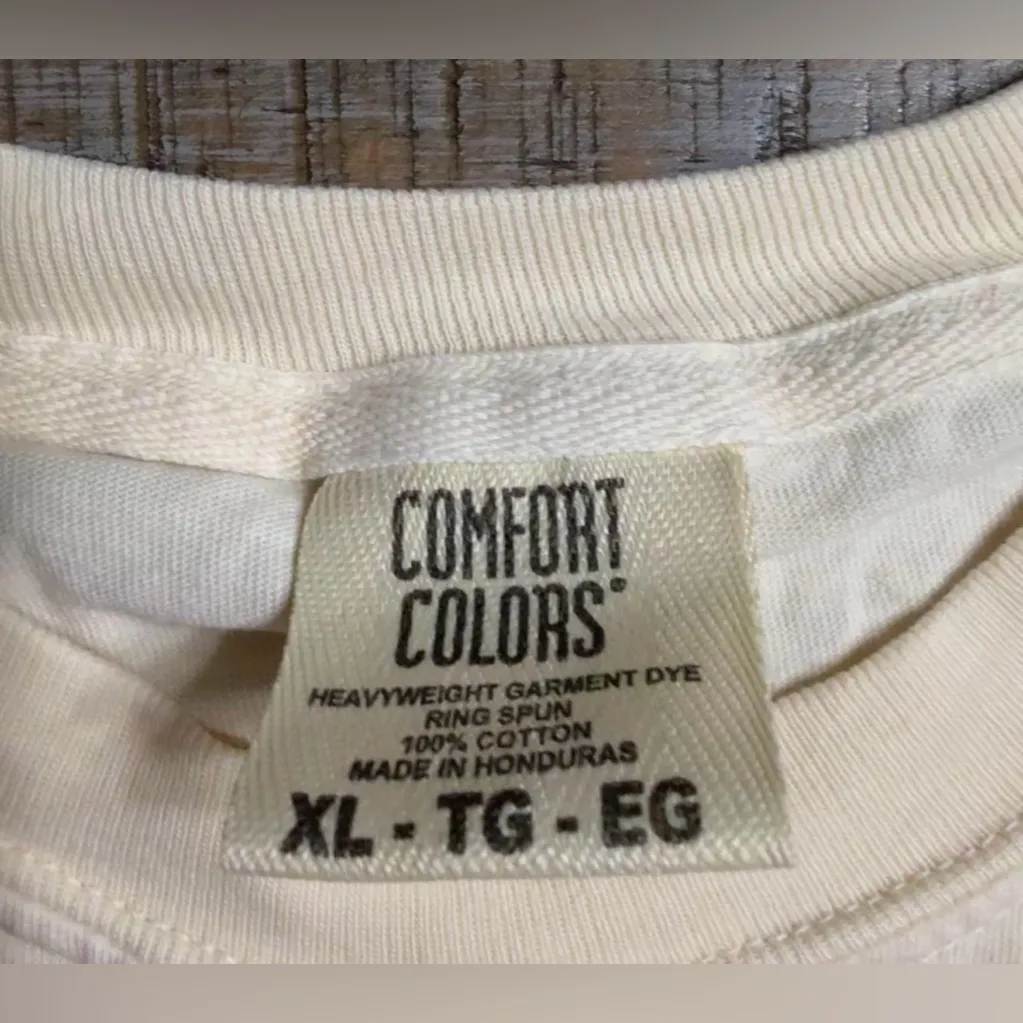 COMFORT
COLORS®
HEAVYWEIGHT GARMENT DYE
RING SPUN
100% COTTON
MADE IN HONDURAS
XL - TG - EG